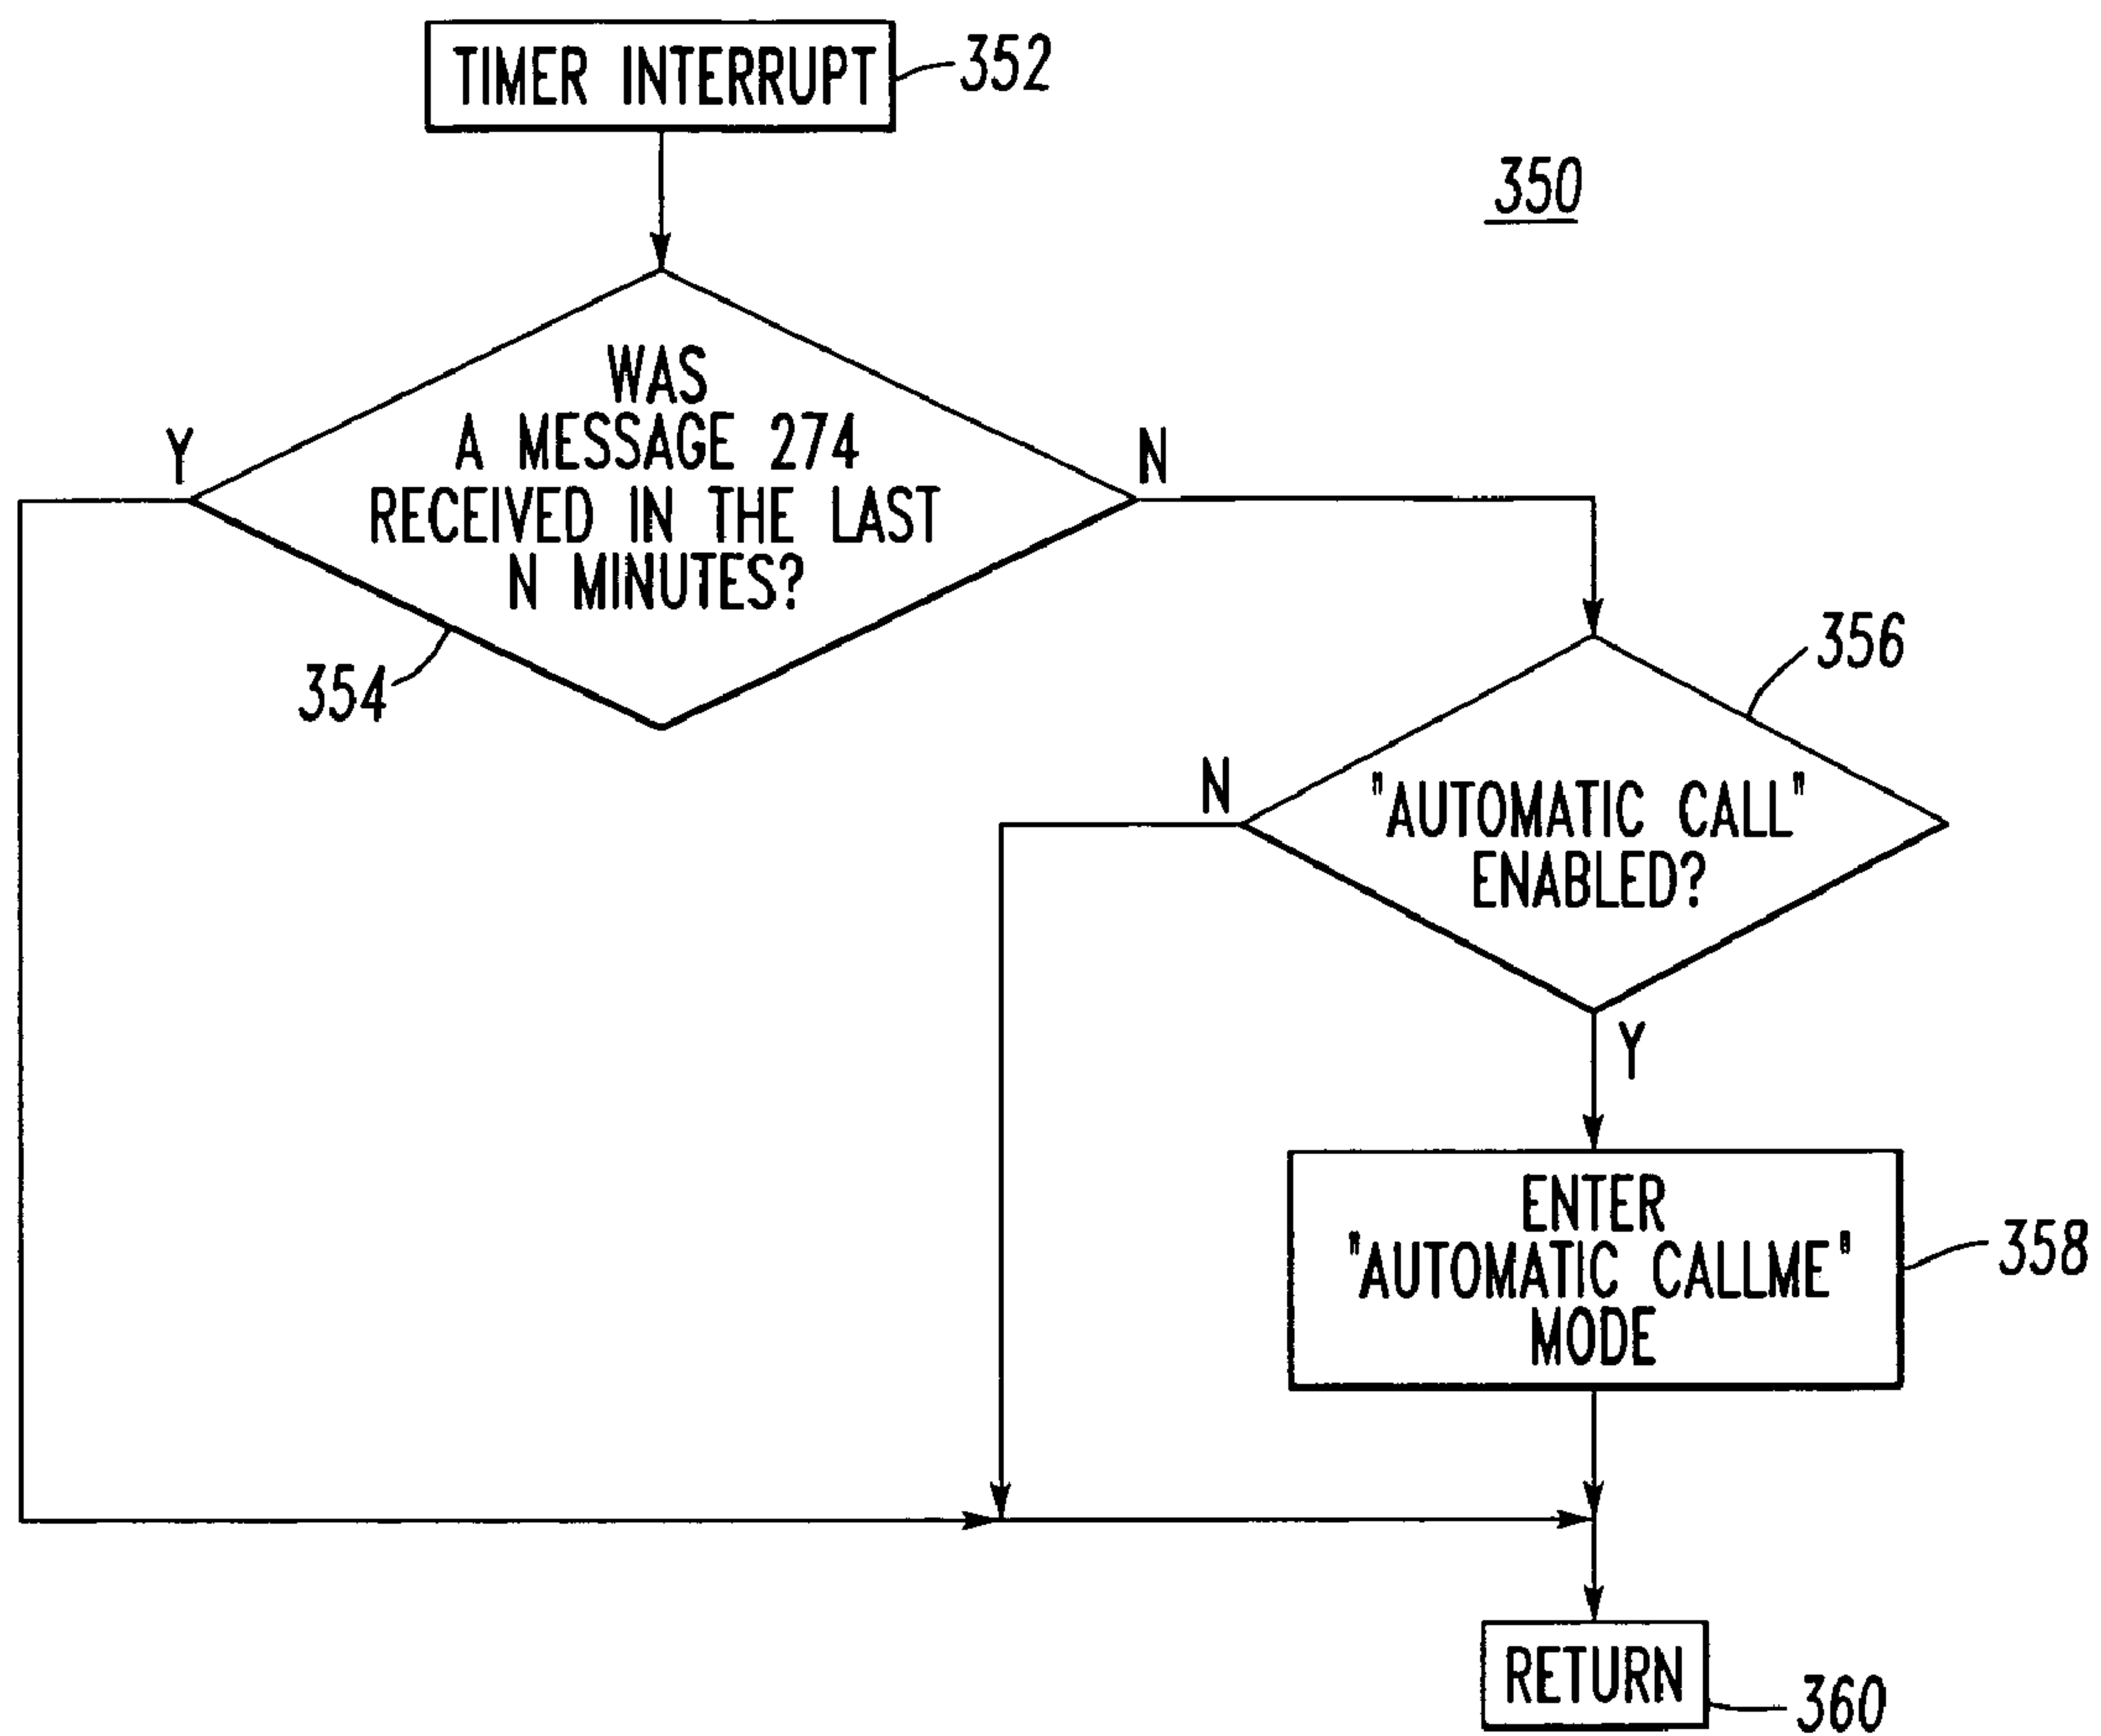 TIMER INTERRUPT
352
350
WAS
A MESSAGE 274
RECEIVED IN THE LAST
N MINUTES?
Y
N
354
356
"AUTOMATIC CALL"
ENABLED?
N
Y
ENTER
"AUTOMATIC CALLME"
MODE
358
RETURN
360